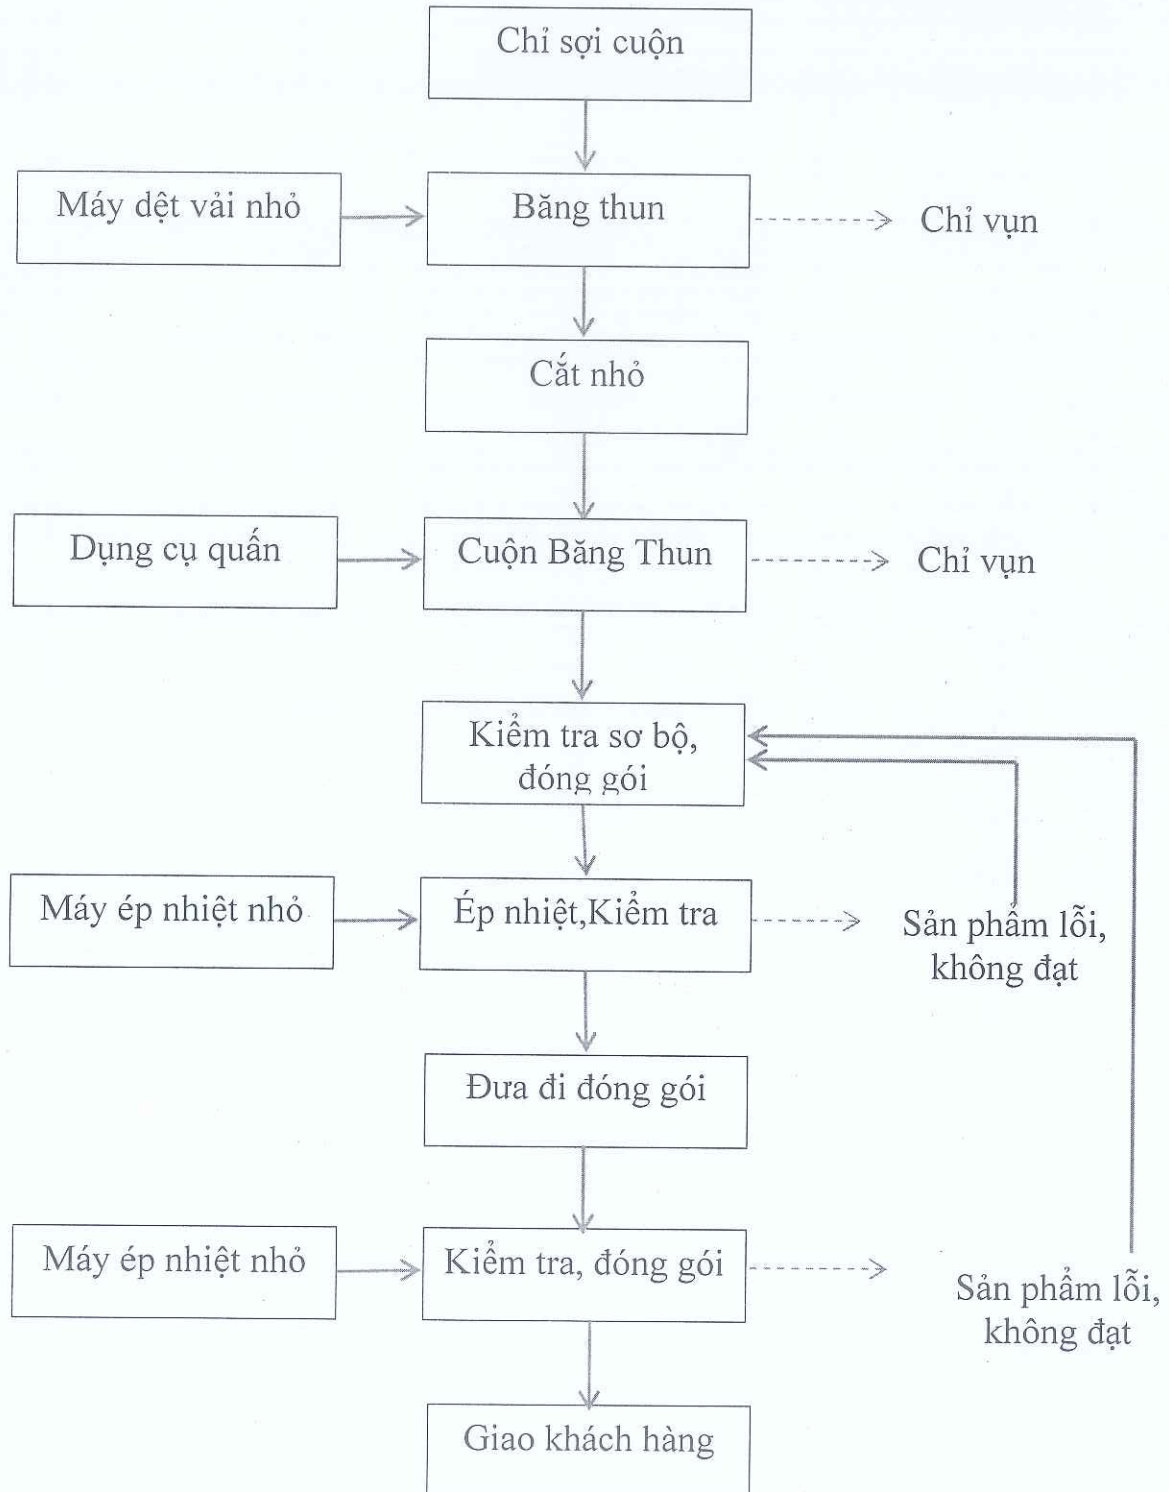 Chỉ sợi cuộn
Máy dệt vải nhỏ
Băng thun
Chỉ vụn
Cắt nhỏ
Dụng cụ quấn
Cuộn Băng Thun
Chỉ vụn
Kiểm tra sơ bộ,
đóng gói
Máy ép nhiệt nhỏ
Ép nhiệt,Kiểm tra
Sản phẩm lỗi,
không đạt
Đưa đi đóng gói
Máy ép nhiệt nhỏ
Kiểm tra, đóng gói
Sản phẩm lỗi,
không đạt
Giao khách hàng